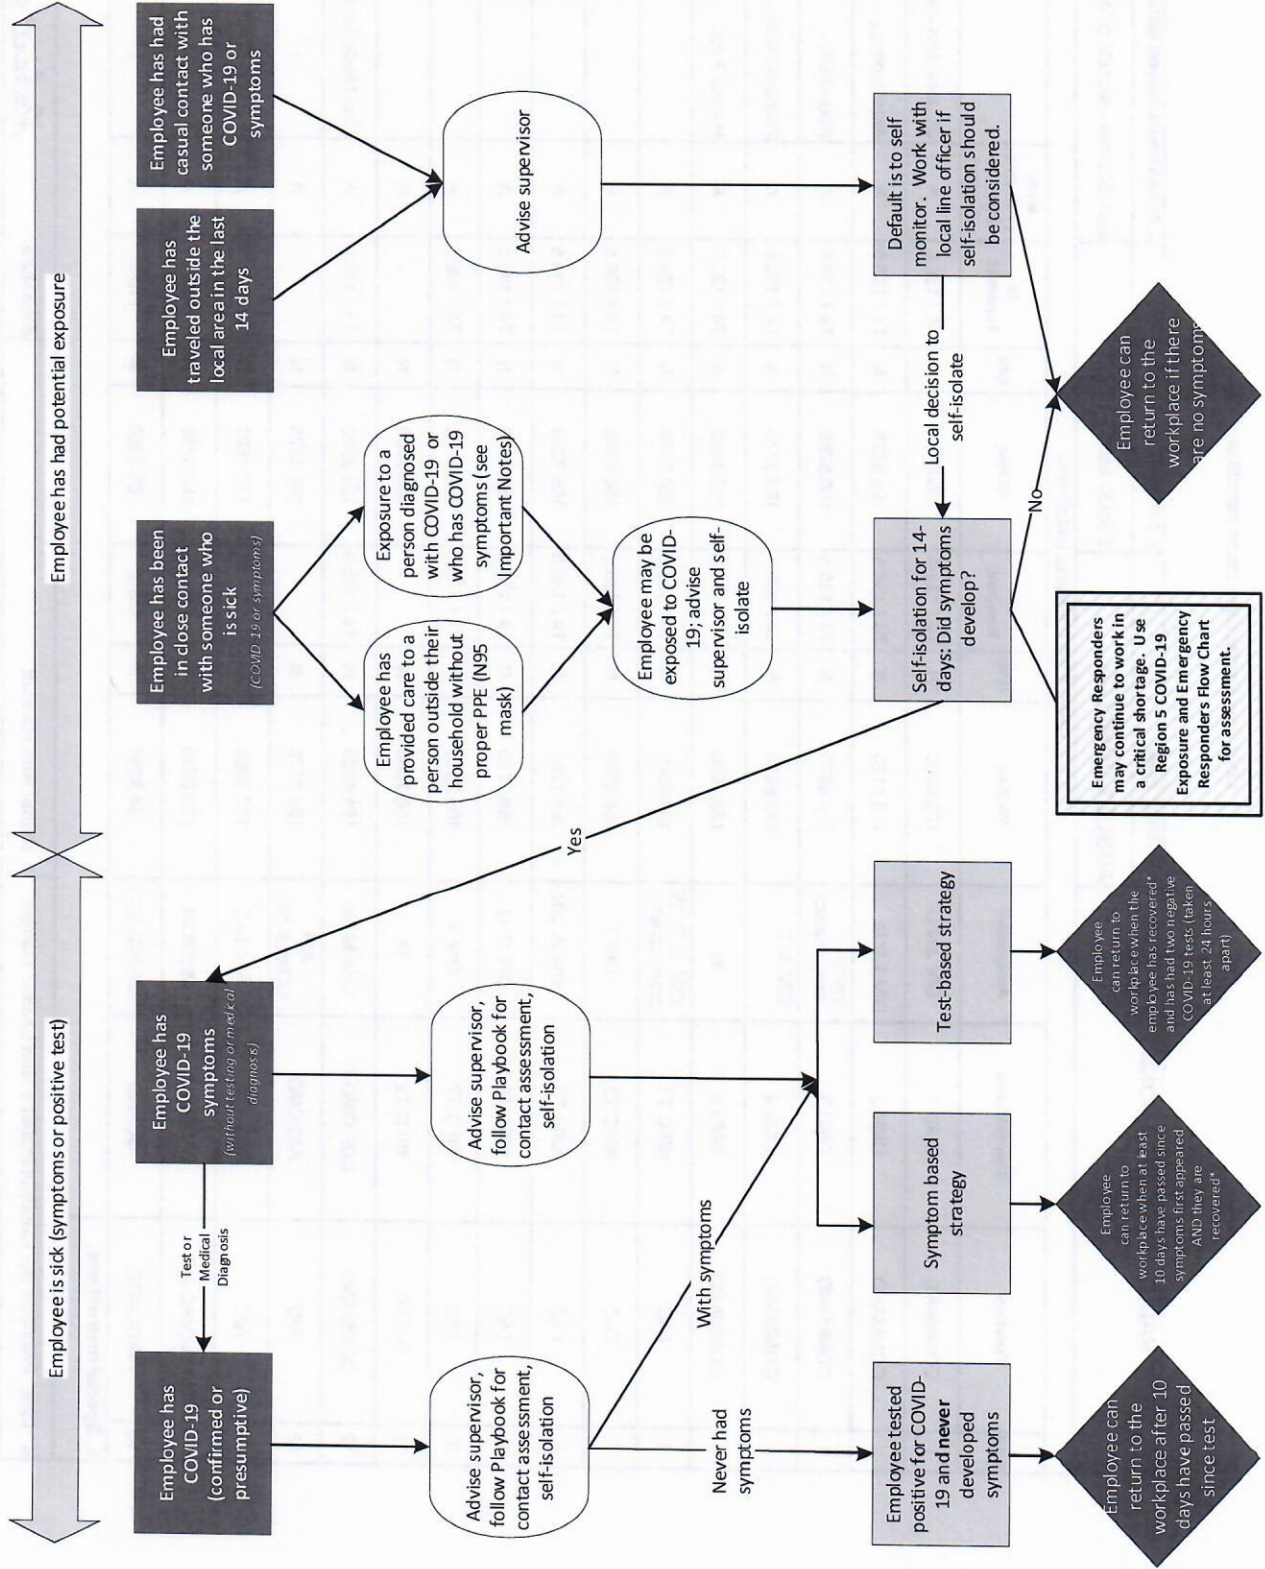 Employee is sick (symptoms or positive test)
Employee has had potential exposure
Employee has
COVID-19
(confirmed or
presumptive)
Test or
Medical
Diagnosis
Employee has
COVID-19
symptoms
(without testing or medical
diagnosis)
Employee has been
in close contact
with someone who
is sick
(COVID-19 or symptoms)
Employee has
traveled outside the
local area in the last
14 days
Employee has had
casual contact with
someone who has
COVID-19 or
symptoms
Advise supervisor,
follow Playbook for
contact assessment,
self-isolation
Advise supervisor,
follow Playbook for
contact assessment,
self-isolation
Yes
Employee has
provided care to a
person outside their
household without
proper PPE (N95
mask)
Exposure to a
person diagnosed
with COVID-19 or
who has COVID-19
symptoms (see
Important Notes)
Advise supervisor
Employee may be
exposed to COVID-
19; advise
supervisor and self-
isolate
Never had
symptoms
With symptoms
Employee tested
positive for COVID-
19 and never
developed
symptoms
Symptom based
strategy
Test-based strategy
Self-isolation for 14-
days: Did symptoms
develop?
Local decision to
self-isolate
Default is to self
monitor. Work with
local line officer if
self-isolation should
be considered.
No
Employee can
return to the
workplace after 10
days have passed
since test
Employee
can return to
workplace when at least
10 days have passed since
symptoms first appeared
AND they are
recovered*
Employee
can return to
workplace when the
employee has recovered*
and has had two negative
COVID-19 tests (taken
at least 24 hours
apart)
Emergency Responders
may continue to work in
a critical shortage. Use
Region 5 COVID-19
Exposure and Emergency
Responders Flow Chart
for assessment.
Employee can
return to the
workplace if there
are no symptoms